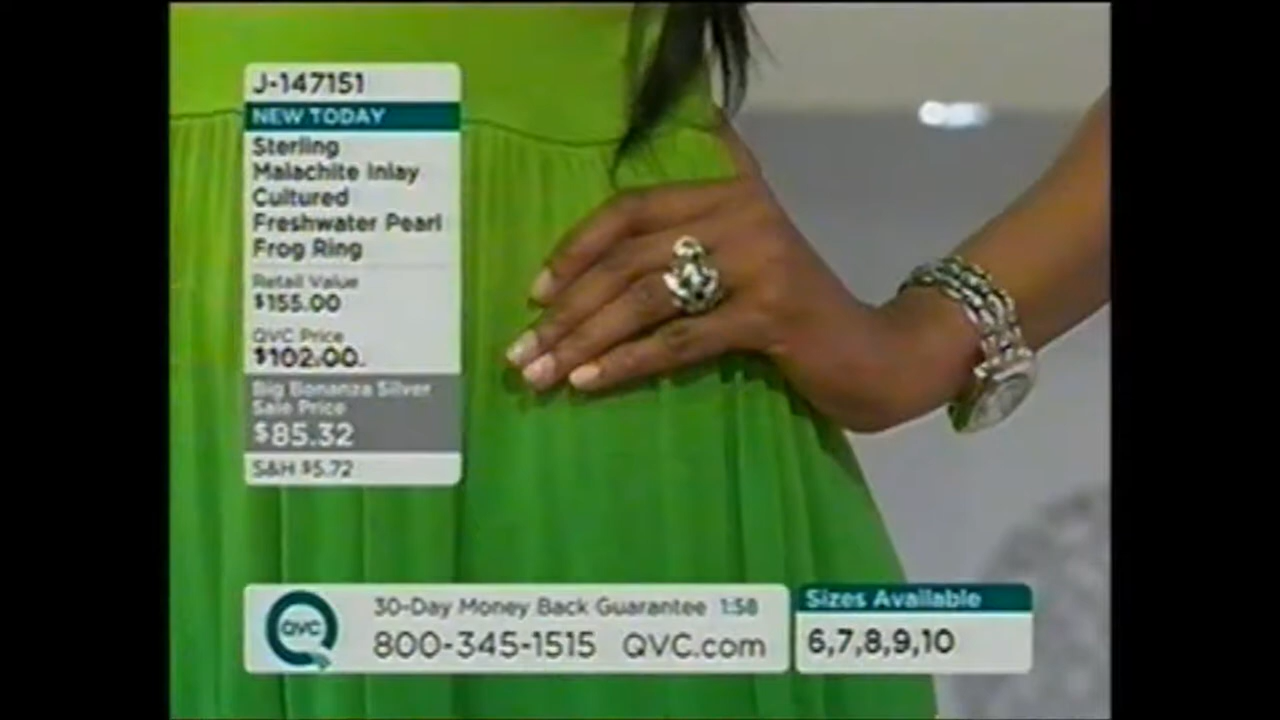 J-147151
NEW TODAY
Sterling
Malachite Inlay
Cultured
Freshwater Pearl
Frog Ring
Retail Value
$155.00
QVC Price
$102.00.
Big Bonanza Silver
Sale Price
$85.32
S&H $5.72
QVC
30-Day Money Back Guarantee 1:58
800-345-1515 QVC.com
Sizes Available
6,7,8,9,10